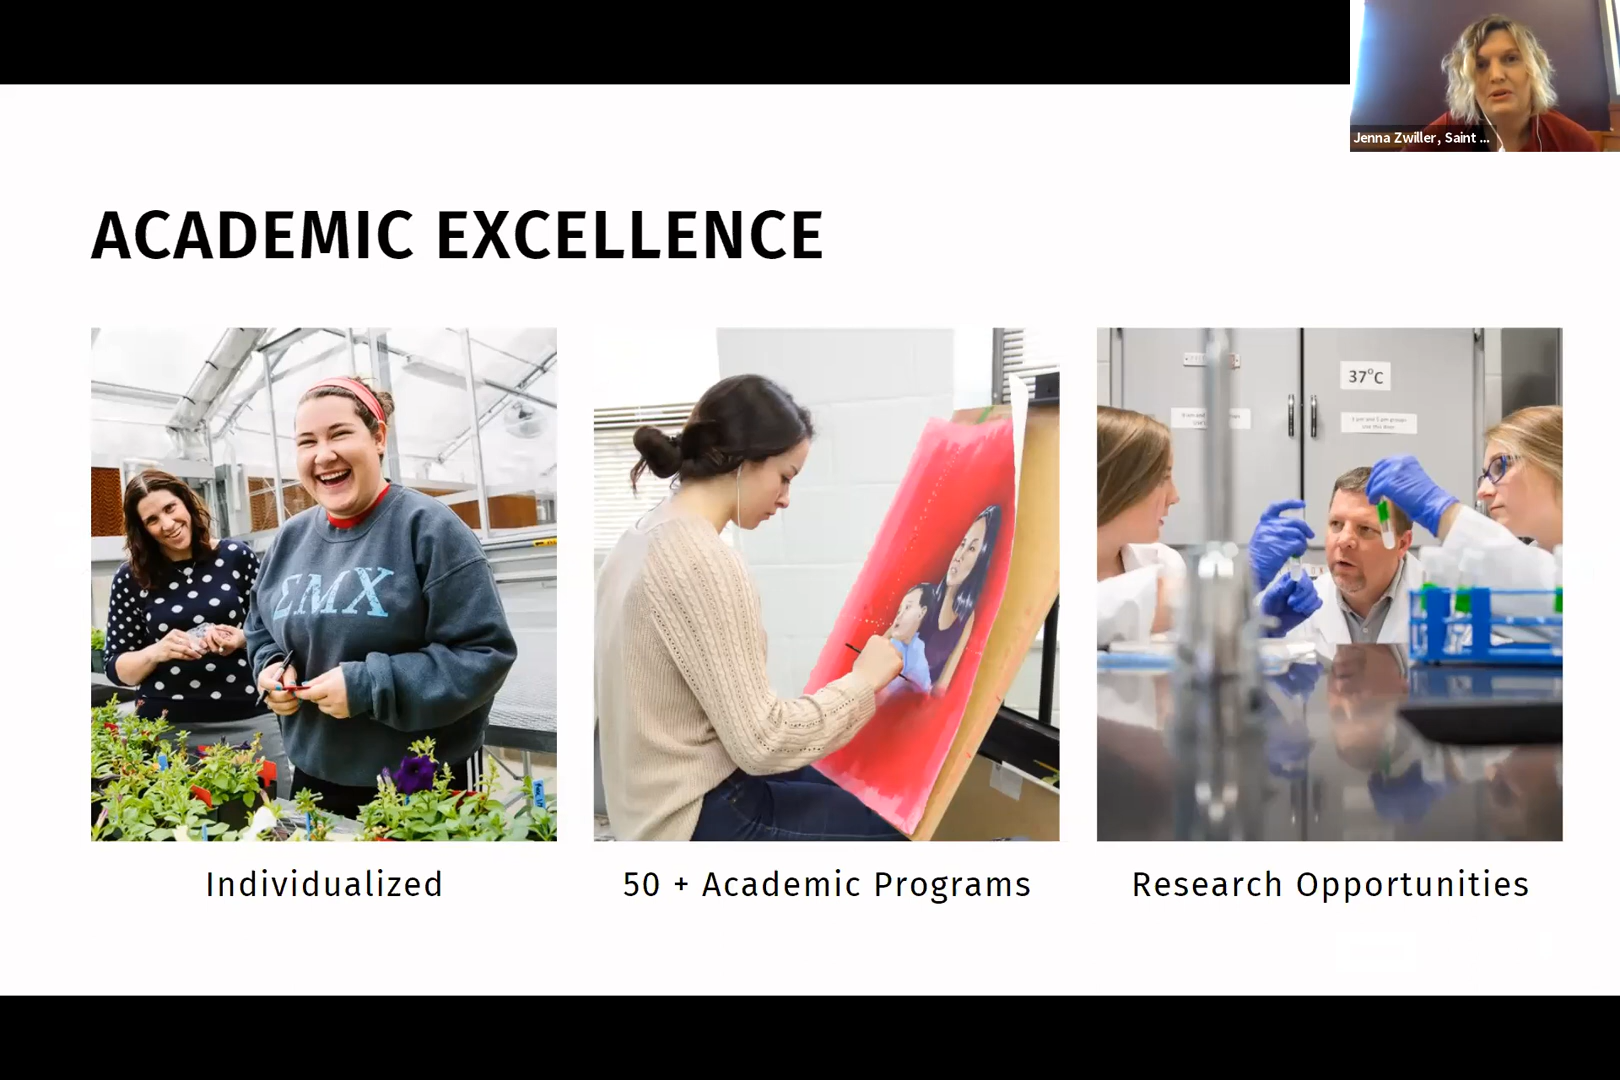 Jenna Zwiller, Saint ...
ACADEMIC EXCELLENCE
ΣMX
37°C
Individualized
50 + Academic Programs
Research Opportunities